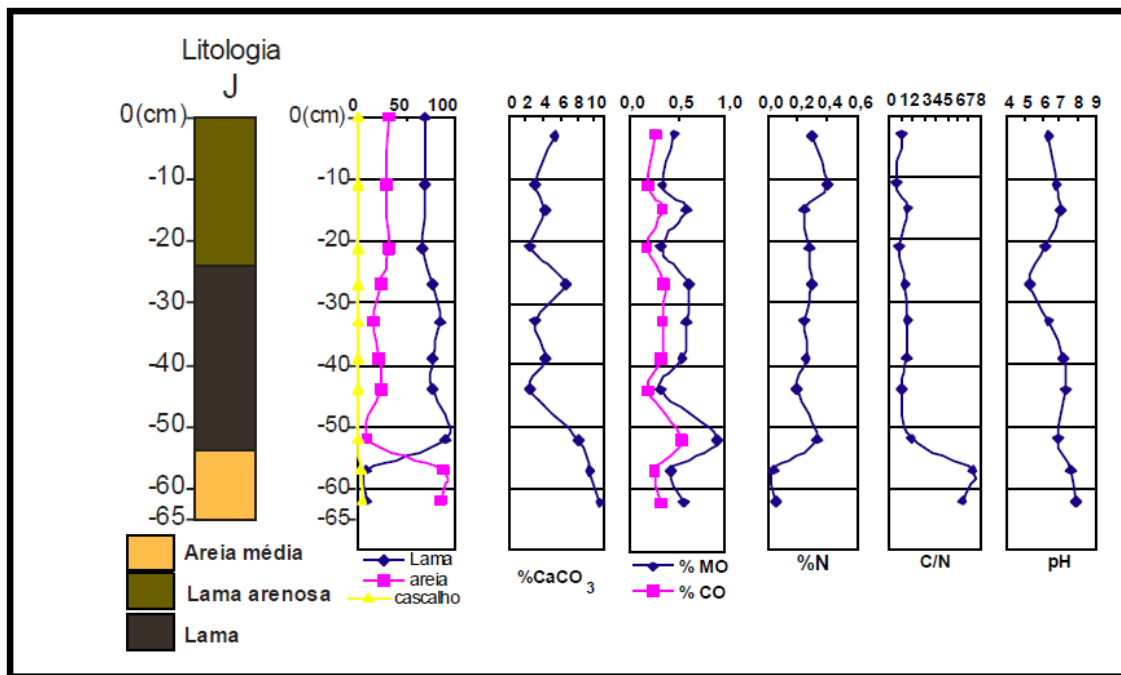 Litologia
J
0(cm)
-10
-20
-30
-40
-50
-60
-65
Areia média
Lama arenosa
Lama
0 50 100
0(cm)
-10
-20
-30
-40
-50
-60
-65
Lama
areia
cascalho
0 2 4 6 8 10
%CaCO3
0,0 0,5 1,0
% MO
% CO
0,0 0,2 0,4 0,6
%N
0 1 2 3 4 5 6 7 8
C/N
4 5 6 7 8 9
pH